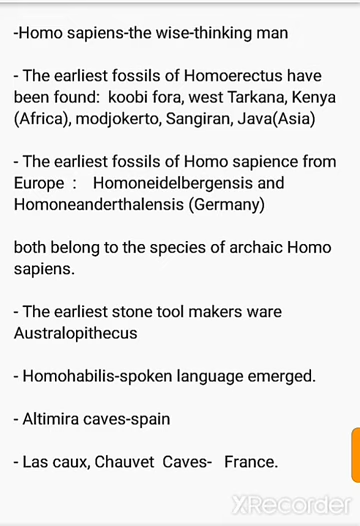 -Homo sapiens-the wise-thinking man
- The earliest fossils of Homoerectus have
been found: koobi fora, west Tarkana, Kenya
(Africa), modjokerto, Sangiran, Java(Asia)
- The earliest fossils of Homo sapience from
Europe : Homoneidelbergensis and
Homoneanderthalensis (Germany)
both belong to the species of archaic Homo
sapiens.
- The earliest stone tool makers ware
Australopithecus
- Homohabilis-spoken language emerged.
- Altimira caves-spain
- Las caux, Chauvet Caves- France.
XRecorder